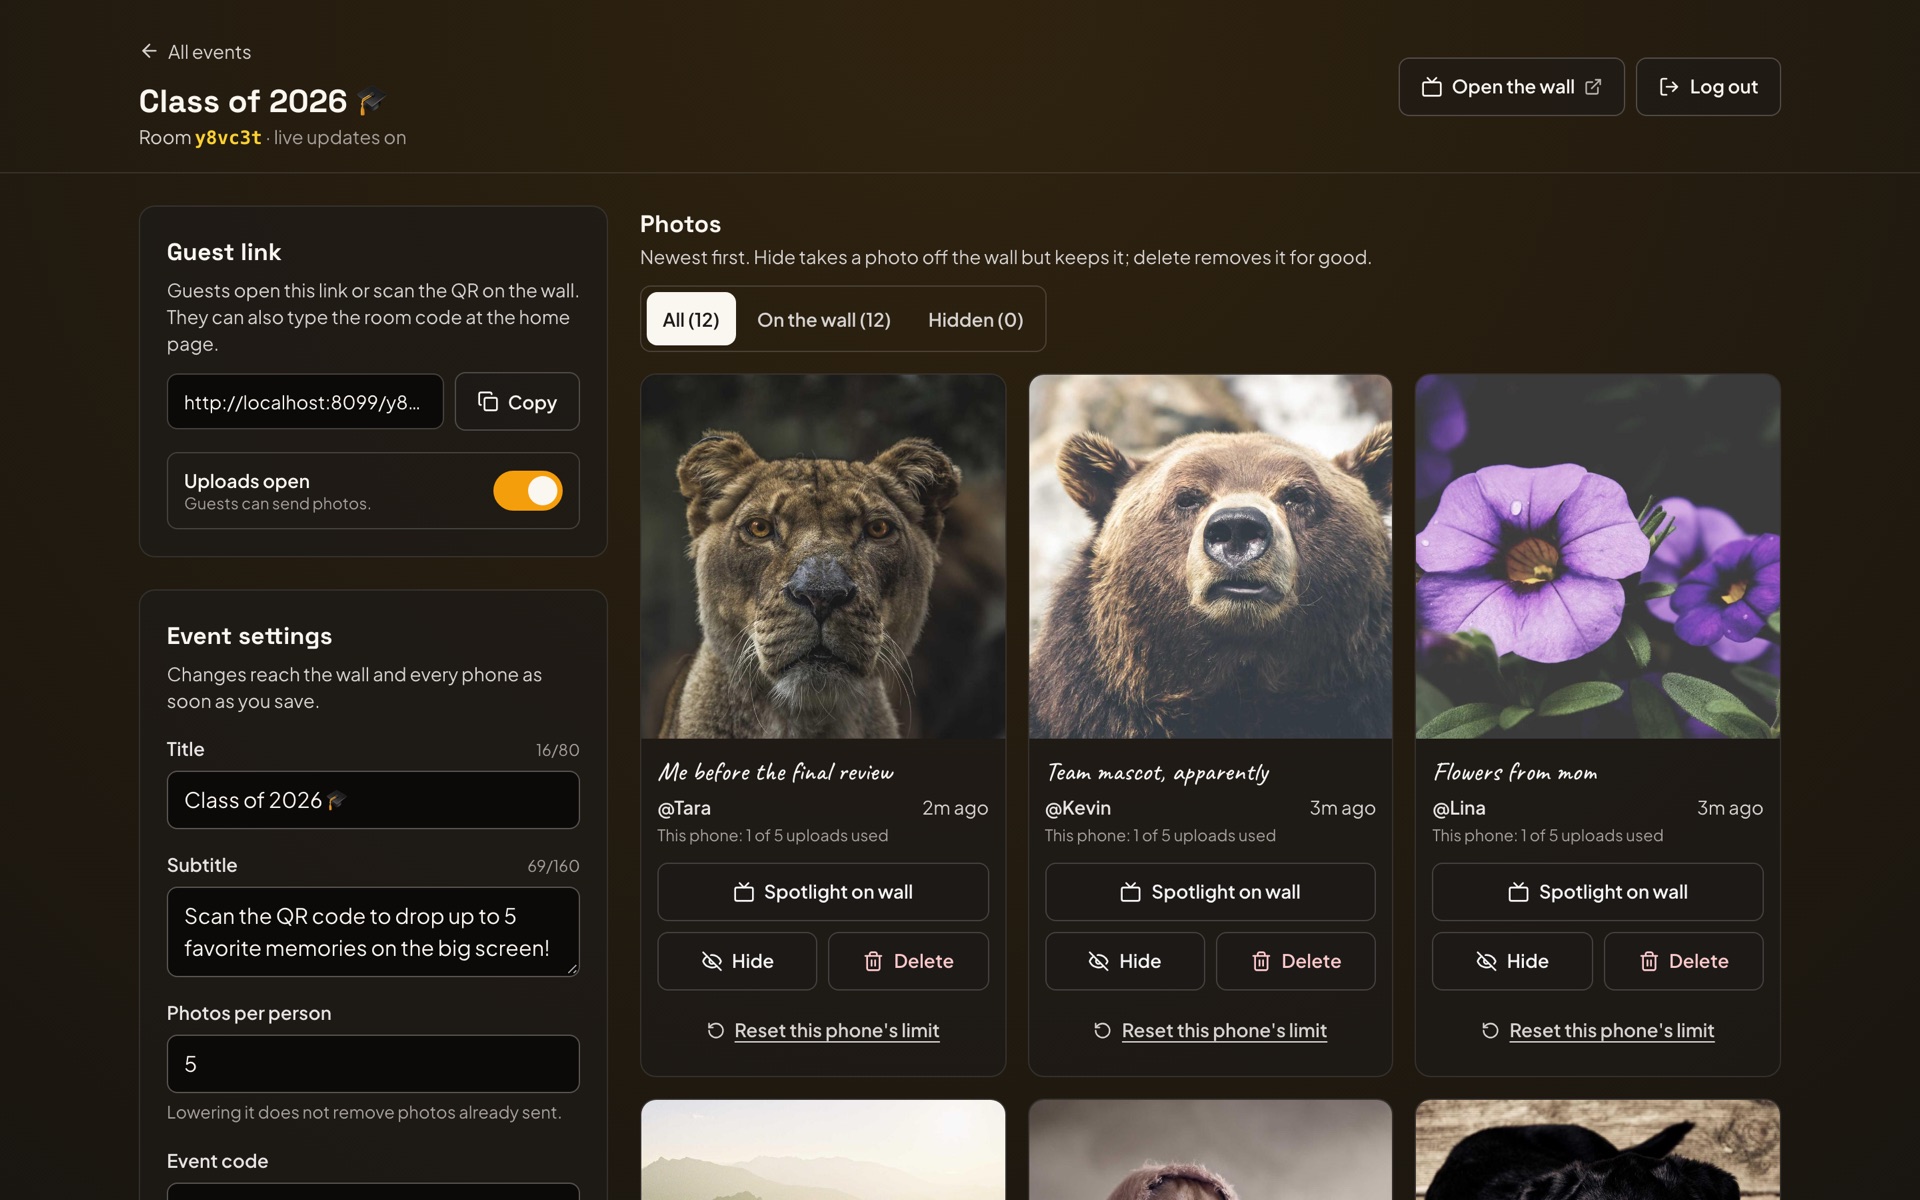 All events
Class of 2026 🎓
Room y8vc3t · live updates on
Open the wall
Log out
Guest link
Guests open this link or scan the QR on the wall.
They can also type the room code at the home
page.
http://localhost:8099/y8...
Copy
Uploads open
Guests can send photos.
Event settings
Changes reach the wall and every phone as
soon as you save.
Title
16/80
Class of 2026 🎓
Subtitle
69/160
Scan the QR code to drop up to 5
favorite memories on the big screen!
Photos per person
5
Lowering it does not remove photos already sent.
Event code
Photos
Newest first. Hide takes a photo off the wall but keeps it; delete removes it for good.
All (12)
On the wall (12)
Hidden (0)
Me before the final review
@Tara
2m ago
This phone: 1 of 5 uploads used
Spotlight on wall
Hide
Delete
Reset this phone's limit
Team mascot, apparently
@Kevin
3m ago
This phone: 1 of 5 uploads used
Spotlight on wall
Hide
Delete
Reset this phone's limit
Flowers from mom
@Lina
3m ago
This phone: 1 of 5 uploads used
Spotlight on wall
Hide
Delete
Reset this phone's limit